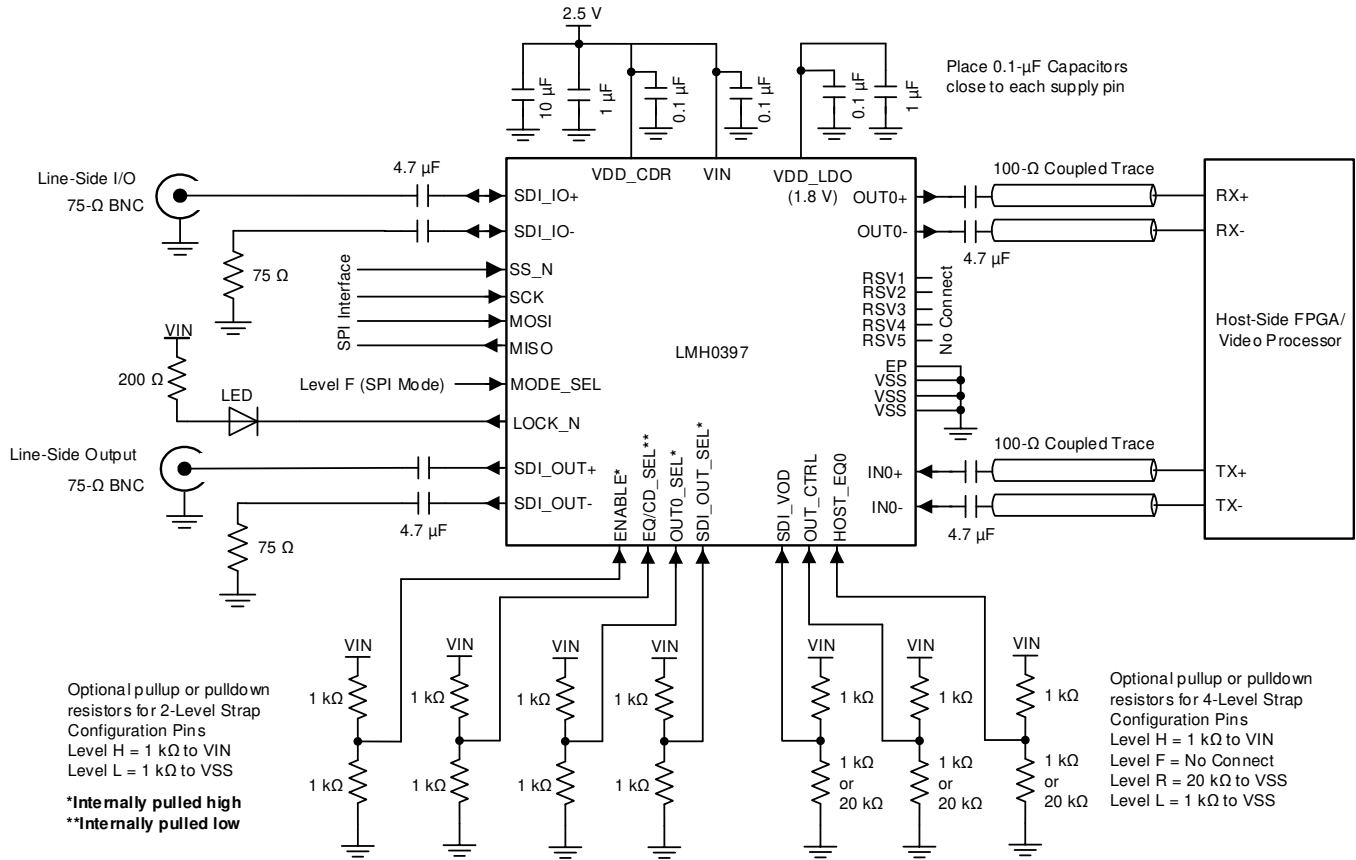 2.5 V
10 µF
1 µF
0.1 µF
0.1 µF
0.1 µF
1 µF
Place 0.1-µF Capacitors
close to each supply pin
VDD_CDR
VIN
VDD_LDO
(1.8 V)
Line-Side I/O
75-Ω BNC
4.7 µF
SDI_IO+
SDI_IO-
75 Ω
SPI Interface
SS_N
SCK
MOSI
MISO
Level F (SPI Mode)
MODE_SEL
VIN
200 Ω
LED
LOCK_N
Line-Side Output
75-Ω BNC
SDI_OUT+
SDI_OUT-
4.7 µF
75 Ω
LMH0397
OUT0+
OUT0-
100-Ω Coupled Trace
4.7 µF
RX+
RX-
RSV1
RSV2
RSV3
RSV4
RSV5
No Connect
EP
VSS
VSS
VSS
Host-Side FPGA/
Video Processor
100-Ω Coupled Trace
IN0+
IN0-
4.7 µF
TX+
TX-
ENABLE*
EQ/CD_SEL**
OUT0_SEL*
SDI_OUT_SEL*
SDI_VOD
OUT_CTRL
HOST_EQ0
VIN
VIN
VIN
VIN
VIN
VIN
VIN
1 kΩ
1 kΩ
1 kΩ
1 kΩ
1 kΩ
1 kΩ
1 kΩ
1 kΩ
1 kΩ
1 kΩ
1 kΩ
1 kΩ
or
20 kΩ
1 kΩ
or
20 kΩ
1 kΩ
or
20 kΩ
Optional pullup or pulldown
resistors for 2-Level Strap
Configuration Pins
Level H = 1 kΩ to VIN
Level L = 1 kΩ to VSS
*Internally pulled high
**Internally pulled low
Optional pullup or pulldown
resistors for 4-Level Strap
Configuration Pins
Level H = 1 kΩ to VIN
Level F = No Connect
Level R = 20 kΩ to VSS
Level L = 1 kΩ to VSS